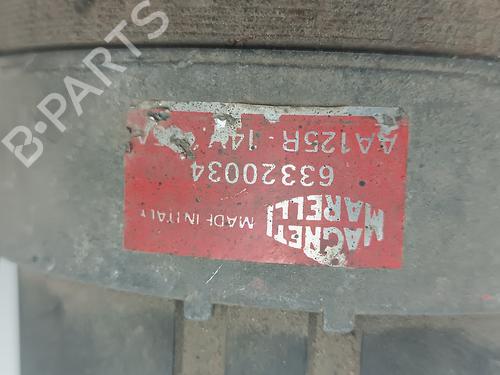 MAGNETI
MARELLI
MADE IN ITALY
63320034
AA125R - 14V
B-PARTS